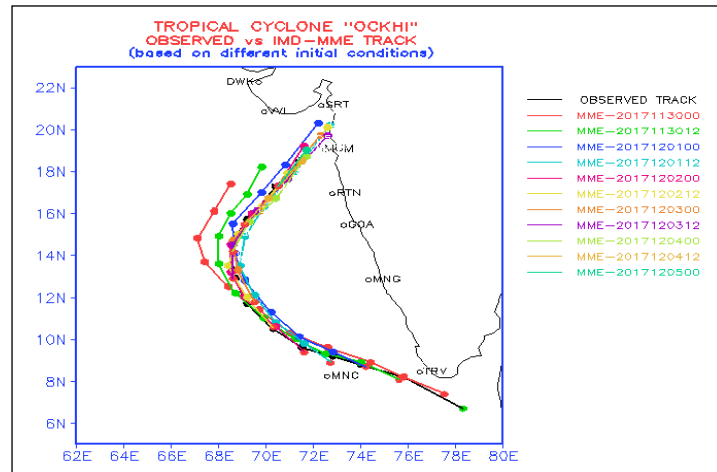 TROPICAL CYCLONE "OCKHI"
OBSERVED vs IMD-MME TRACK
(based on different initial conditions)
22N
20N
18N
16N
14N
12N
10N
8N
6N
62E 64E 66E 68E 70E 72E 74E 76E 78E 80E
DWK
VVL
SRT
MUM
RTN
GOA
MNG
MNC
TRV
OBSERVED TRACK
MME-2017113000
MME-2017113012
MME-2017120100
MME-2017120112
MME-2017120200
MME-2017120212
MME-2017120300
MME-2017120312
MME-2017120400
MME-2017120412
MME-2017120500